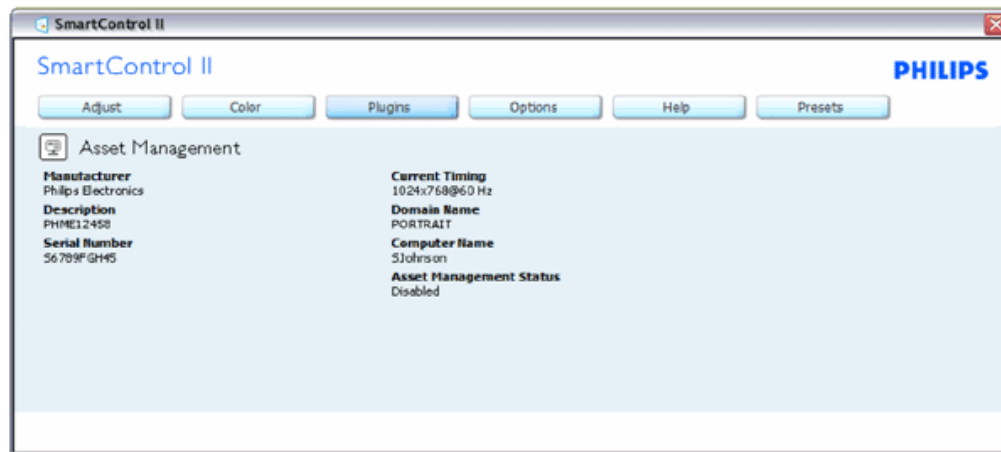 SmartControl II
SmartControl II
PHILIPS
Adjust
Color
Plugins
Options
Help
Presets
Asset Management
Manufacturer
Philips Electronics
Description
PHME12458
Serial Number
56789FGH45
Current Timing
1024x768@60 Hz
Domain Name
PORTRAIT
Computer Name
SJohnson
Asset Management Status
Disabled